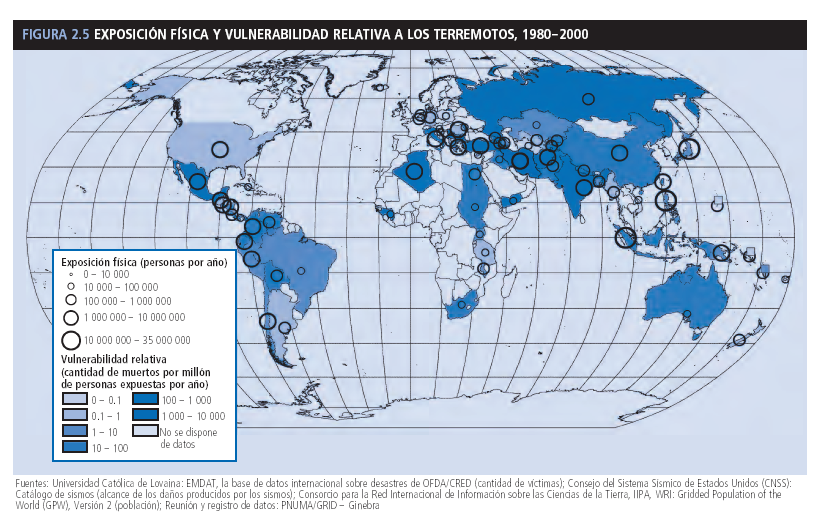 FIGURA 2.5 EXPOSICIÓN FÍSICA Y VULNERABILIDAD RELATIVA A LOS TERREMOTOS, 1980–2000
Exposición física (personas por año)
0 – 10 000
10 000 – 100 000
100 000 – 1 000 000
1 000 000 – 10 000 000
10 000 000 – 35 000 000
Vulnerabilidad relativa
(cantidad de muertos por millón
de personas expuestas por año)
0 – 0.1
0.1 – 1
1 – 10
10 – 100
100 - 1 000
1 000 – 10 000
No se dispone
de datos
Fuentes: Universidad Católica de Lovaina: EMDAT, la base de datos internacional sobre desastres de OFDA/CRED (cantidad de víctimas); Consejo del Sistema Sísmico de Estados Unidos (CNSS):
Catálogo de sismos (alcance de los daños producidos por los sismos); Consorcio para la Red Internacional de Información sobre las Ciencias de la Tierra, IIPA, WRI: Gridded Population of the
World (GPW), Versión 2 (población); Reunión y registro de datos: PNUMA/GRID – Ginebra